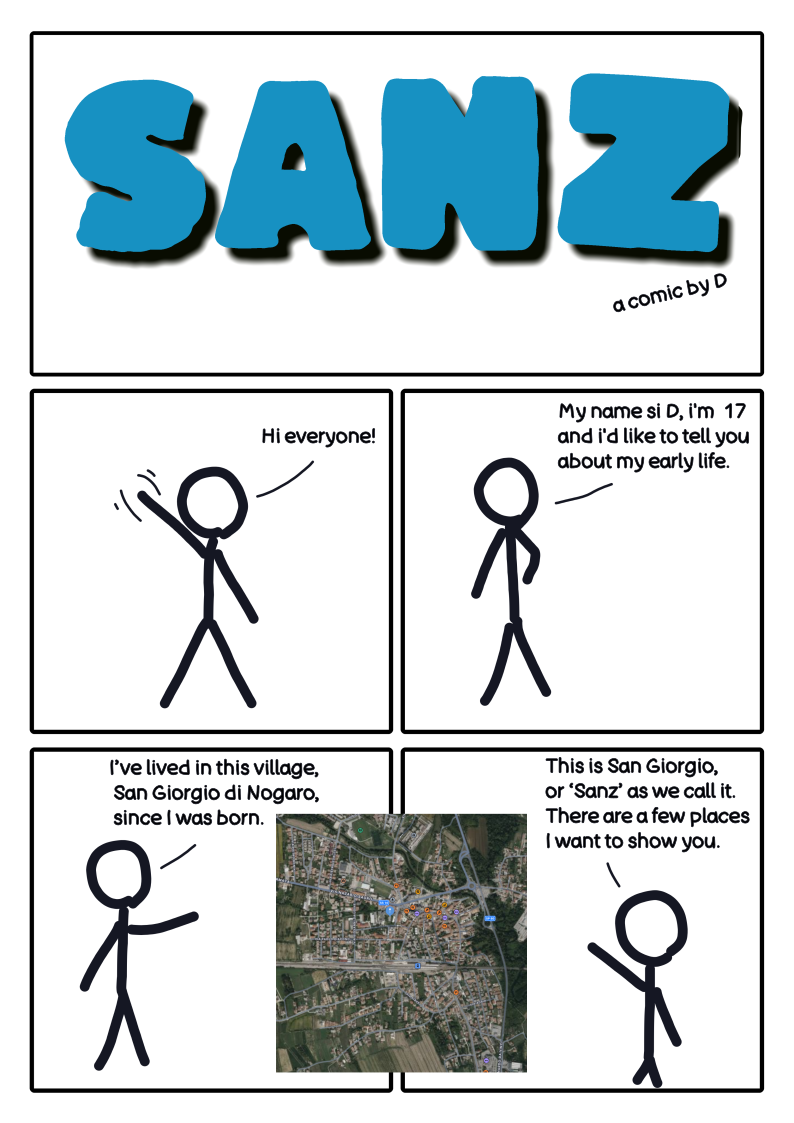 SANZ
a comic by D
Hi everyone!
My name si D, i'm 17
and i'd like to tell you
about my early life.
I've lived in this village,
San Giorgio di Nogaro,
since I was born.
This is San Giorgio,
or ‘Sanz’ as we call it.
There are a few places
I want to show you.